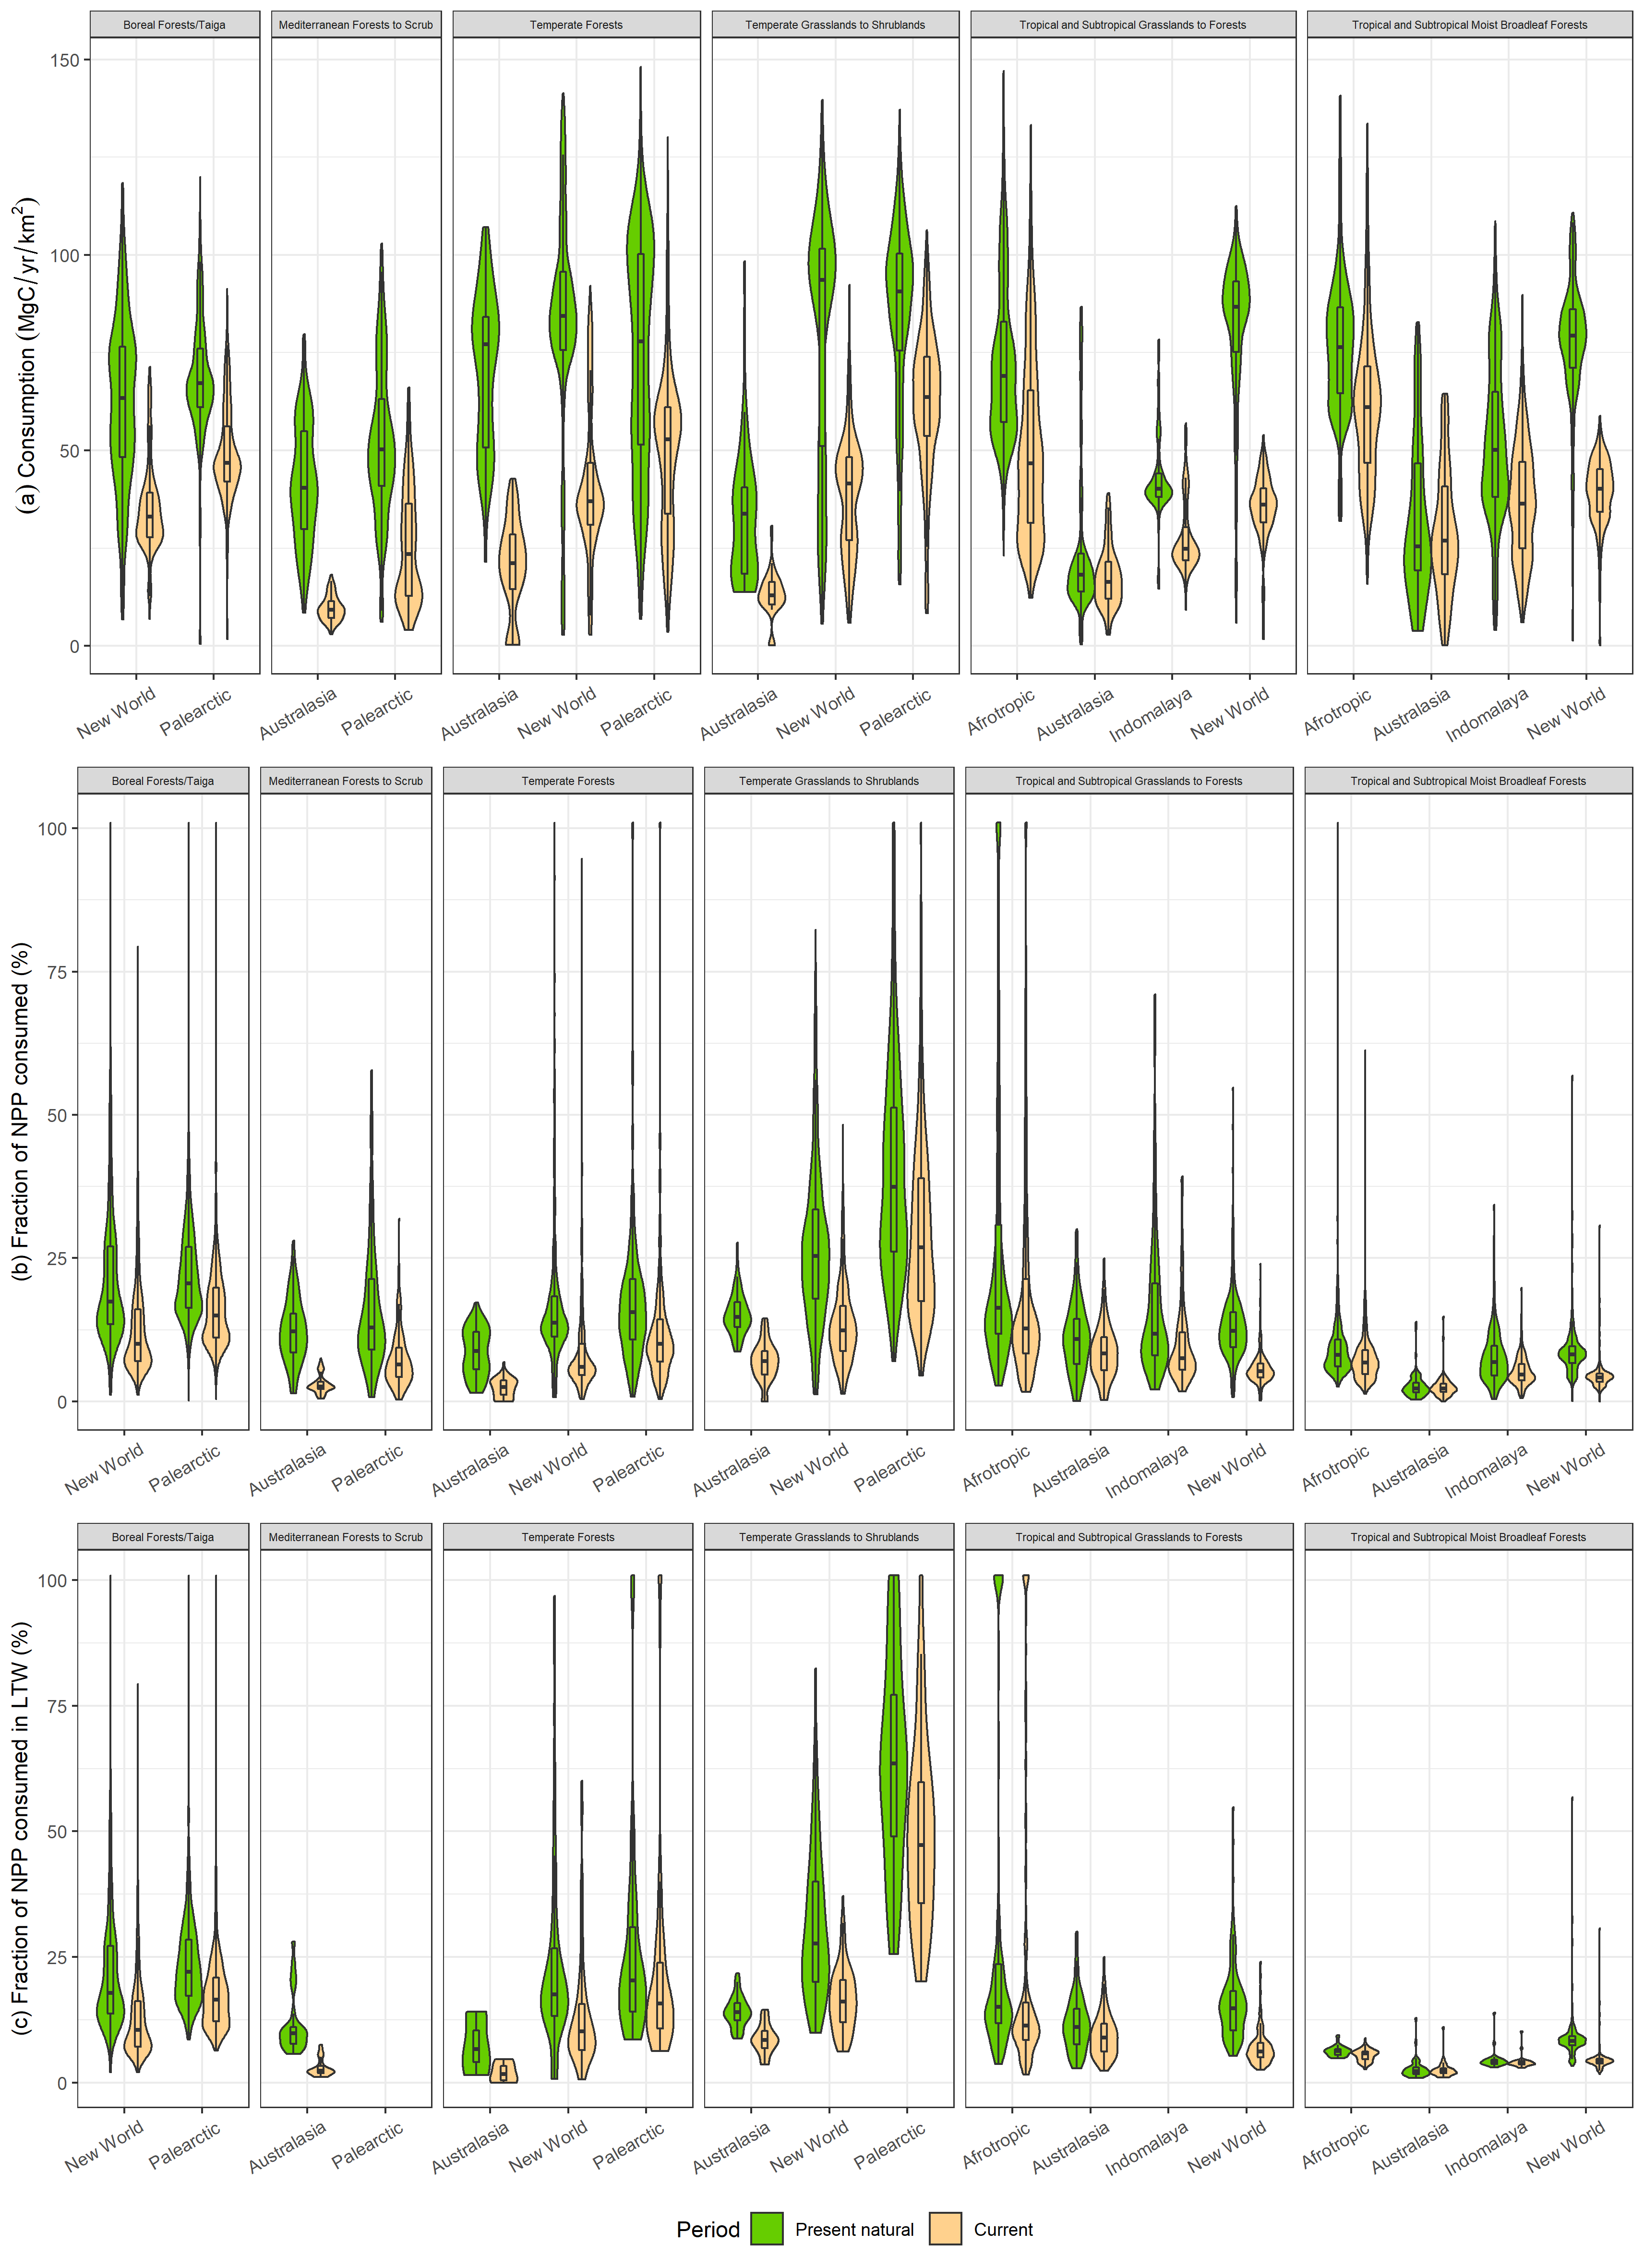 Boreal Forests/Taiga
Mediterranean Forests to Scrub
Temperate Forests
Temperate Grasslands to Shrublands
Tropical and Subtropical Grasslands to Forests
Tropical and Subtropical Moist Broadleaf Forests
(a) Consumption (MgC/yr/km²)
150
100
50
0
New World
Palearctic
Australasia
Palearctic
Australasia
New World
Palearctic
Australasia
New World
Palearctic
Afrotropic
Australasia
Indomalaya
New World
Afrotropic
Australasia
Indomalaya
New World
Boreal Forests/Taiga
Mediterranean Forests to Scrub
Temperate Forests
Temperate Grasslands to Shrublands
Tropical and Subtropical Grasslands to Forests
Tropical and Subtropical Moist Broadleaf Forests
(b) Fraction of NPP consumed (%)
100
75
50
25
0
New World
Palearctic
Australasia
Palearctic
Australasia
New World
Palearctic
Australasia
New World
Palearctic
Afrotropic
Australasia
Indomalaya
New World
Afrotropic
Australasia
Indomalaya
New World
Boreal Forests/Taiga
Mediterranean Forests to Scrub
Temperate Forests
Temperate Grasslands to Shrublands
Tropical and Subtropical Grasslands to Forests
Tropical and Subtropical Moist Broadleaf Forests
(c) Fraction of NPP consumed in LTW (%)
100
75
50
25
0
New World
Palearctic
Australasia
Palearctic
Australasia
New World
Palearctic
Australasia
New World
Palearctic
Afrotropic
Australasia
Indomalaya
New World
Afrotropic
Australasia
Indomalaya
New World
Period
Present natural
Current